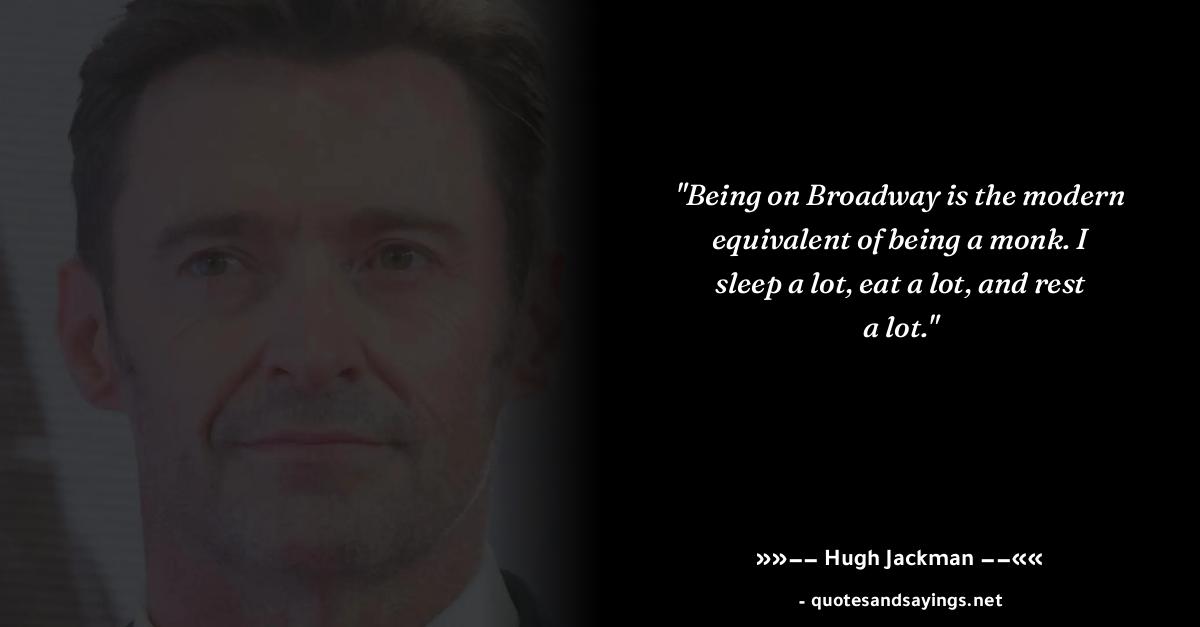 "Being on Broadway is the modern
equivalent of being a monk. I
sleep a lot, eat a lot, and rest
a lot."
»»−− Hugh Jackman −−««
- quotesandsayings.net